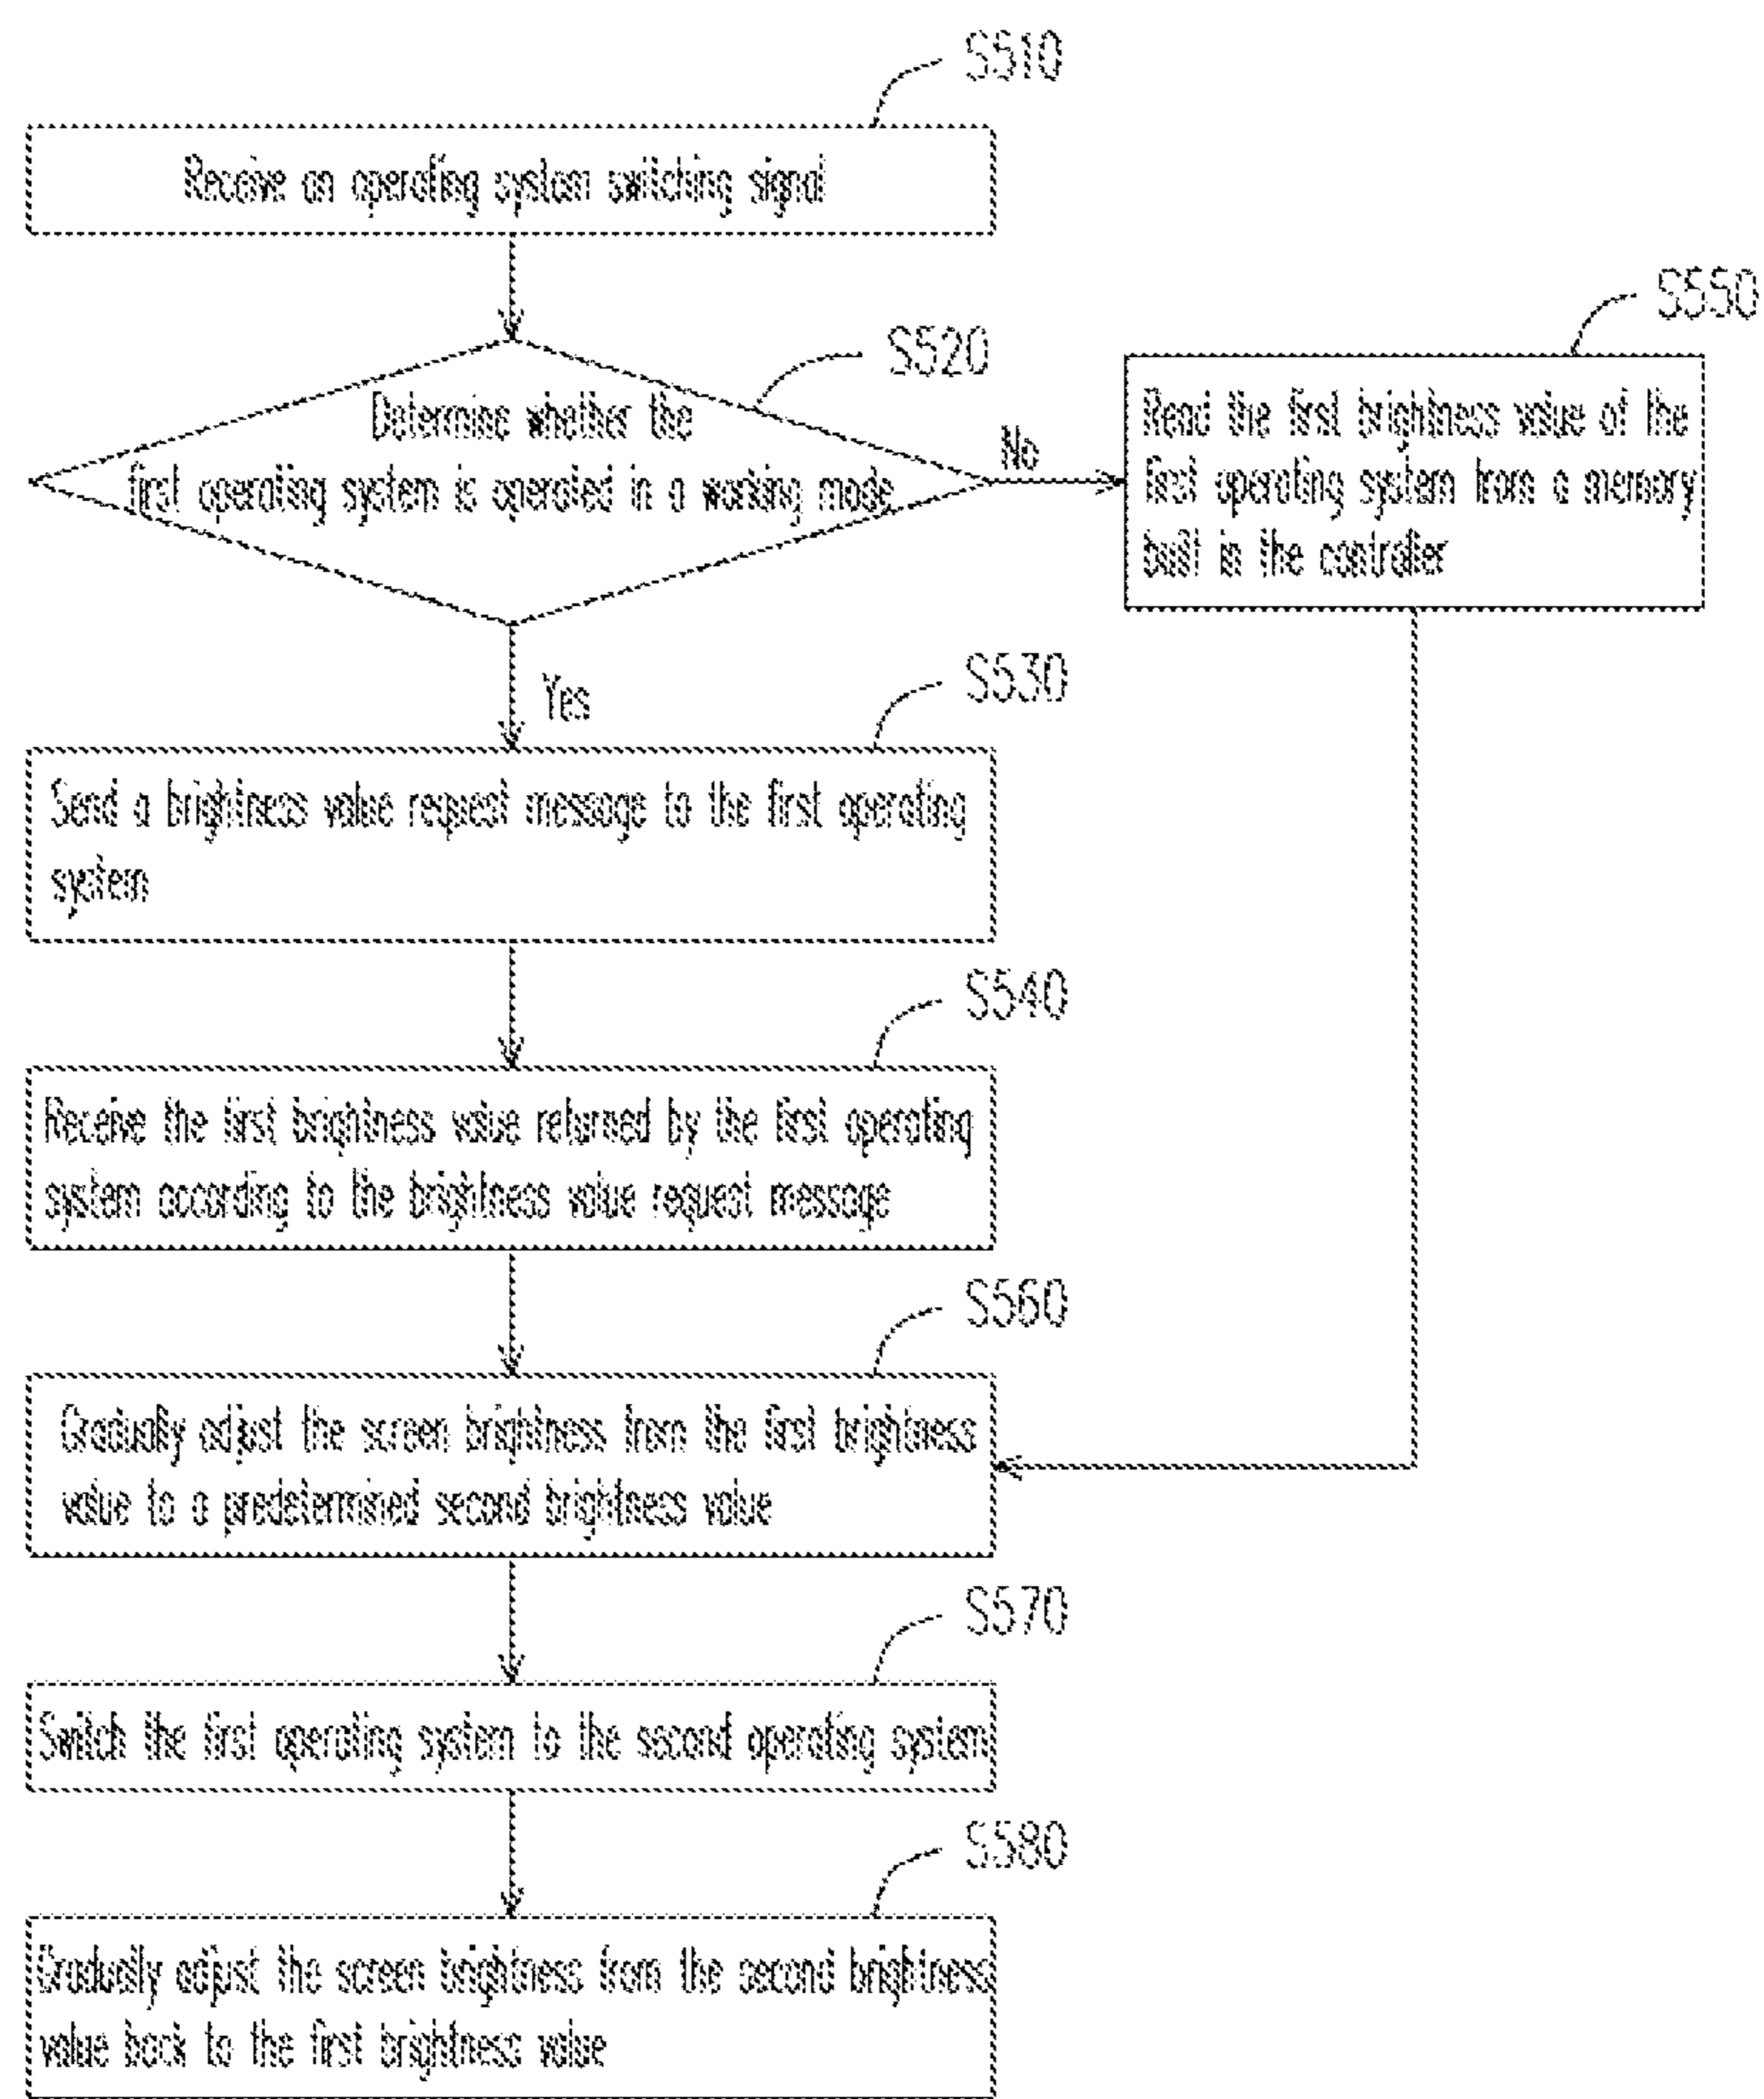 S510
Receive an operating system switching signal
S520
Determine whether the
first operating system is operated in a working mode
No
S550
Read the first brightness value of the
first operating system from a memory
built in the controller
Yes
S530
Send a brightness value request message to the first operating
system
S540
Receive the first brightness value returned by the first operating
system according to the brightness value request message
S560
Gradually adjust the screen brightness from the first brightness
value to a predetermined second brightness value
S570
Switch the first operating system to the second operating system
S580
Gradually adjust the screen brightness from the second brightness
value back to the first brightness value